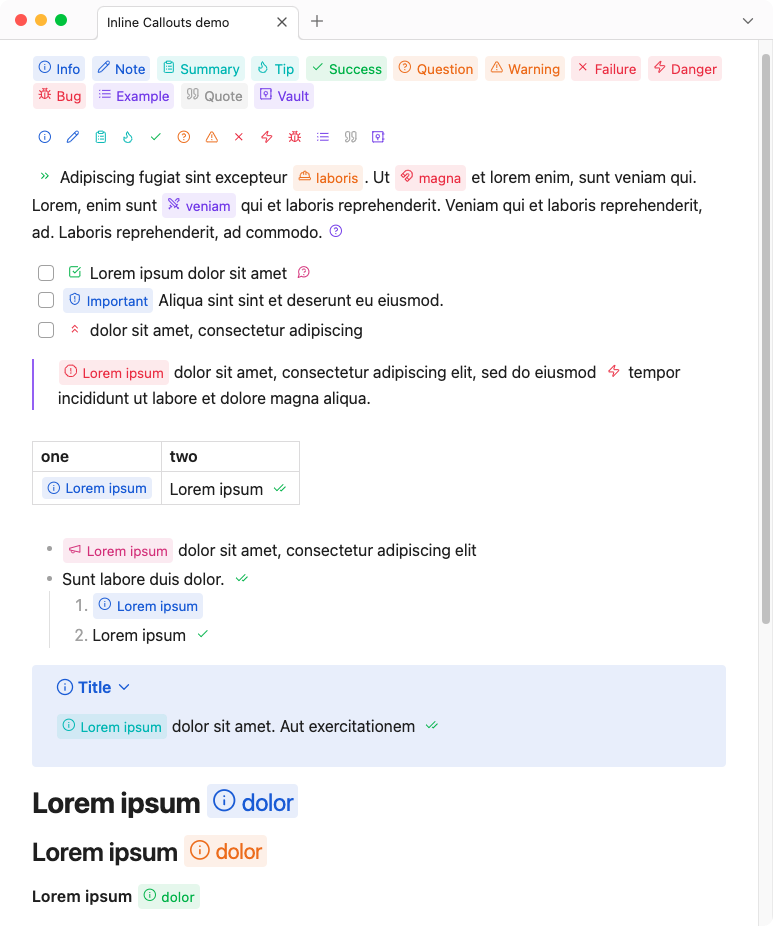 Inline Callouts demo
Info Note Summary Tip Success Question Warning Failure Danger
Bug Example Quote Vault
Adipiscing fugiat sint excepteur laboris. Ut magna et lorem enim, sunt veniam qui.
Lorem, enim sunt veniam qui et laboris reprehenderit. Veniam qui et laboris reprehenderit,
ad. Laboris reprehenderit, ad commodo.
Lorem ipsum dolor sit amet
Important Aliqua sint sint et deserunt eu eiusmod.
dolor sit amet, consectetur adipiscing
Lorem ipsum dolor sit amet, consectetur adipiscing elit, sed do eiusmod tempor
incididunt ut labore et dolore magna aliqua.
one two
Lorem ipsum Lorem ipsum
Lorem ipsum dolor sit amet, consectetur adipiscing elit
Sunt labore duis dolor.
1. Lorem ipsum
2. Lorem ipsum
Title
Lorem ipsum dolor sit amet. Aut exercitationem
Lorem ipsum dolor
Lorem ipsum dolor
Lorem ipsum dolor